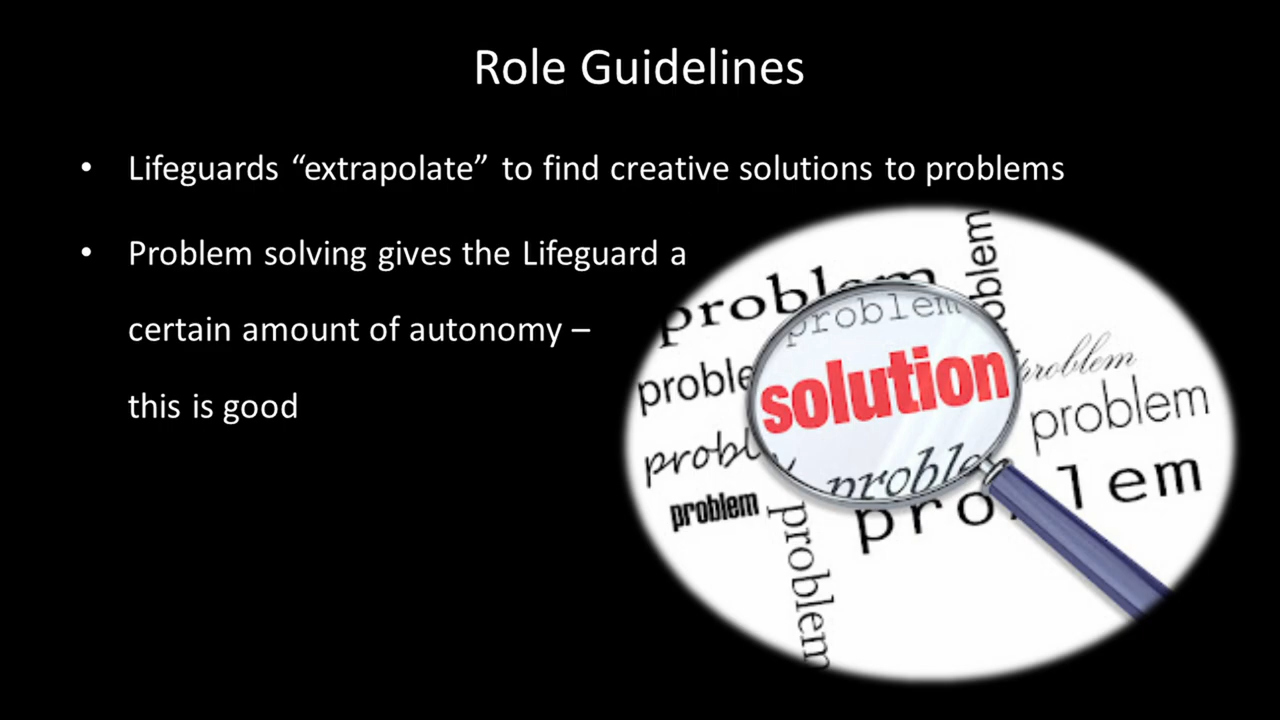 Role Guidelines
• Lifeguards “extrapolate” to find creative solutions to problems
• Problem solving gives the Lifeguard a
certain amount of autonomy –
this is good
problem
problem
problem
problem
solution
problem
problem
problem
problem
problem